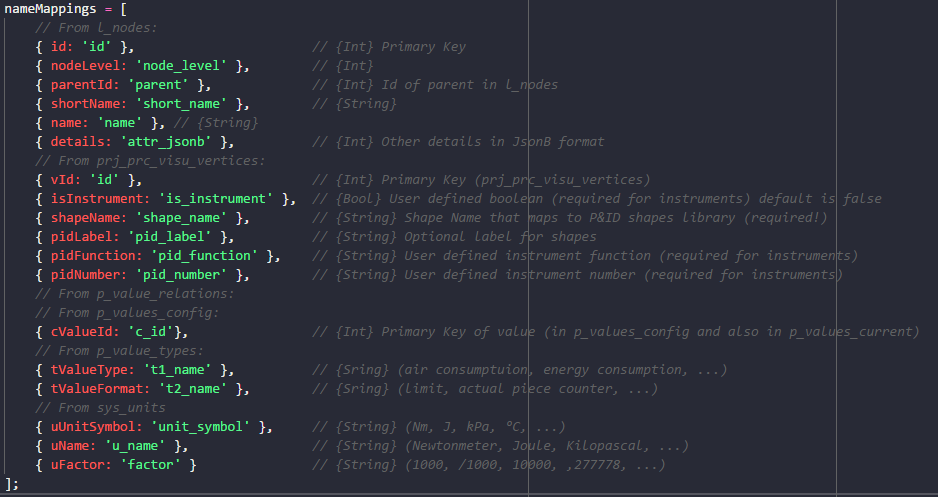 nameMappings = [
// From l_nodes:
{ id: 'id' }, // {Int} Primary Key
{ nodeLevel: 'node_level' }, // {Int}
{ parentId: 'parent' }, // {Int} Id of parent in l_nodes
{ shortName: 'short_name' }, // {String}
{ name: 'name' }, // {String}
{ details: 'attr_jsonb' }, // {Int} Other details in JsonB format
// From prj_prc_visu_vertices:
{ vId: 'id' }, // {Int} Primary Key (prj_prc_visu_vertices)
{ isInstrument: 'is_instrument' }, // {Bool} User defined boolean (required for instruments) default is false
{ shapeName: 'shape_name' }, // {String} Shape Name that maps to P&ID shapes library (required!)
{ pidLabel: 'pid_label' }, // {String} Optional label for shapes
{ pidFunction: 'pid_function' }, // {String} User defined instrument function (required for instruments)
{ pidNumber: 'pid_number' }, // {String} User defined instrument number (required for instruments)
// From p_value_relations:
// From p_values_config:
{ cValueId: 'c_id'}, // {Int} Primary Key of value (in p_values_config and also in p_values_current)
// From p_value_types:
{ tValueType: 't1_name' }, // {Sring} (air consumptuion, energy consumption, ...)
{ tValueFormat: 't2_name' }, // {Sring} (limit, actual piece counter, ...)
// From sys_units
{ uUnitSymbol: 'unit_symbol' }, // {String} (Nm, J, kPa, °C, ...)
{ uName: 'u_name' }, // {String} (Newtonmeter, Joule, Kilopascal, ...)
{ uFactor: 'factor' } // {String} (1000, /1000, 10000, ,277778, ...)
];